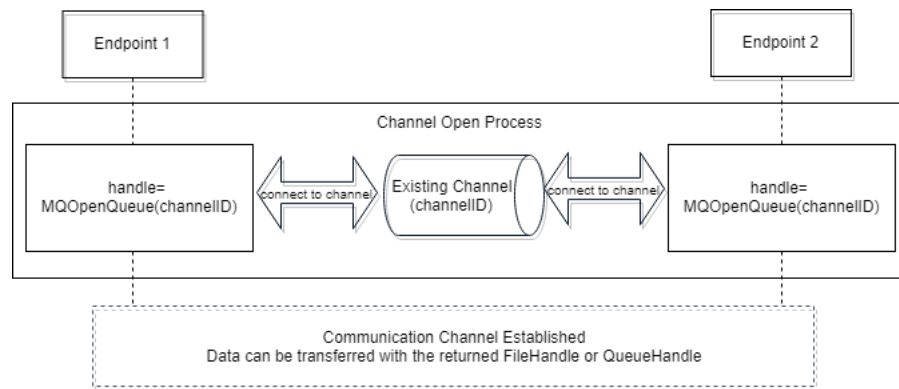 Endpoint 1
Endpoint 2
Channel Open Process
handle=
MQOpenQueue(channelID)
connect to channel
Existing Channel
(channelID)
connect to channel
handle=
MQOpenQueue(channelID)
Communication Channel Established
Data can be transferred with the returned FileHandle or QueueHandle